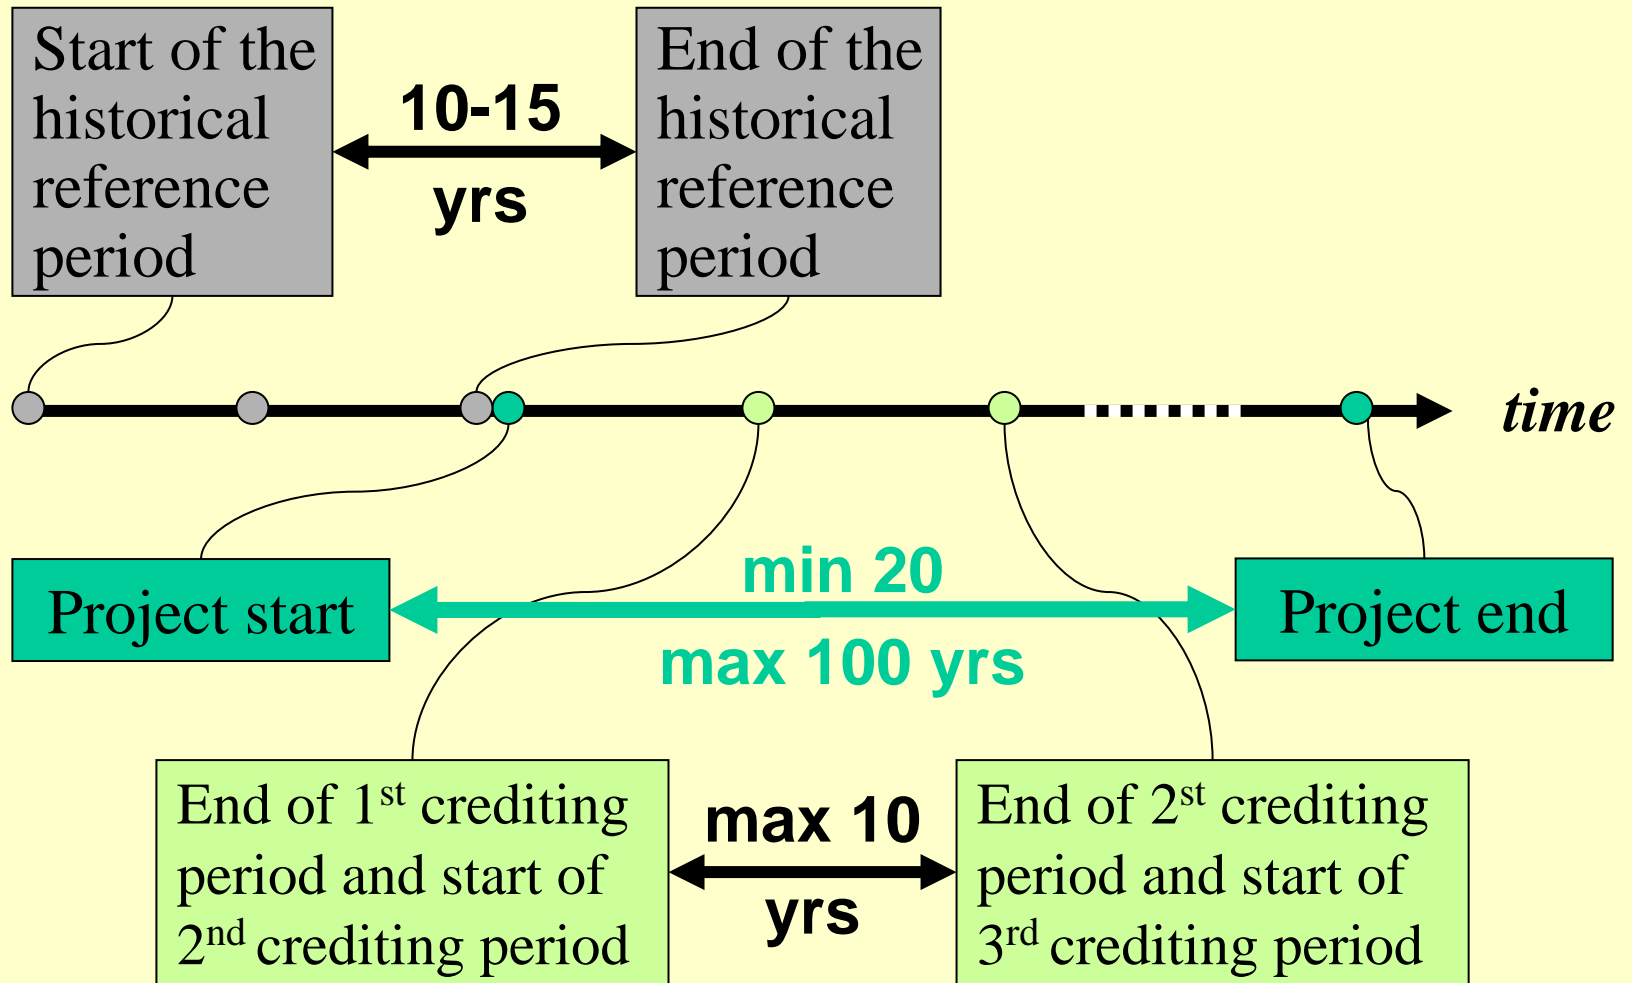 Start of the
historical
reference
period
10-15
yrs
End of the
historical
reference
period
time
Project start
min 20
max 100 yrs
Project end
End of 1st crediting
period and start of
2nd crediting period
max 10
yrs
End of 2st crediting
period and start of
3rd crediting period